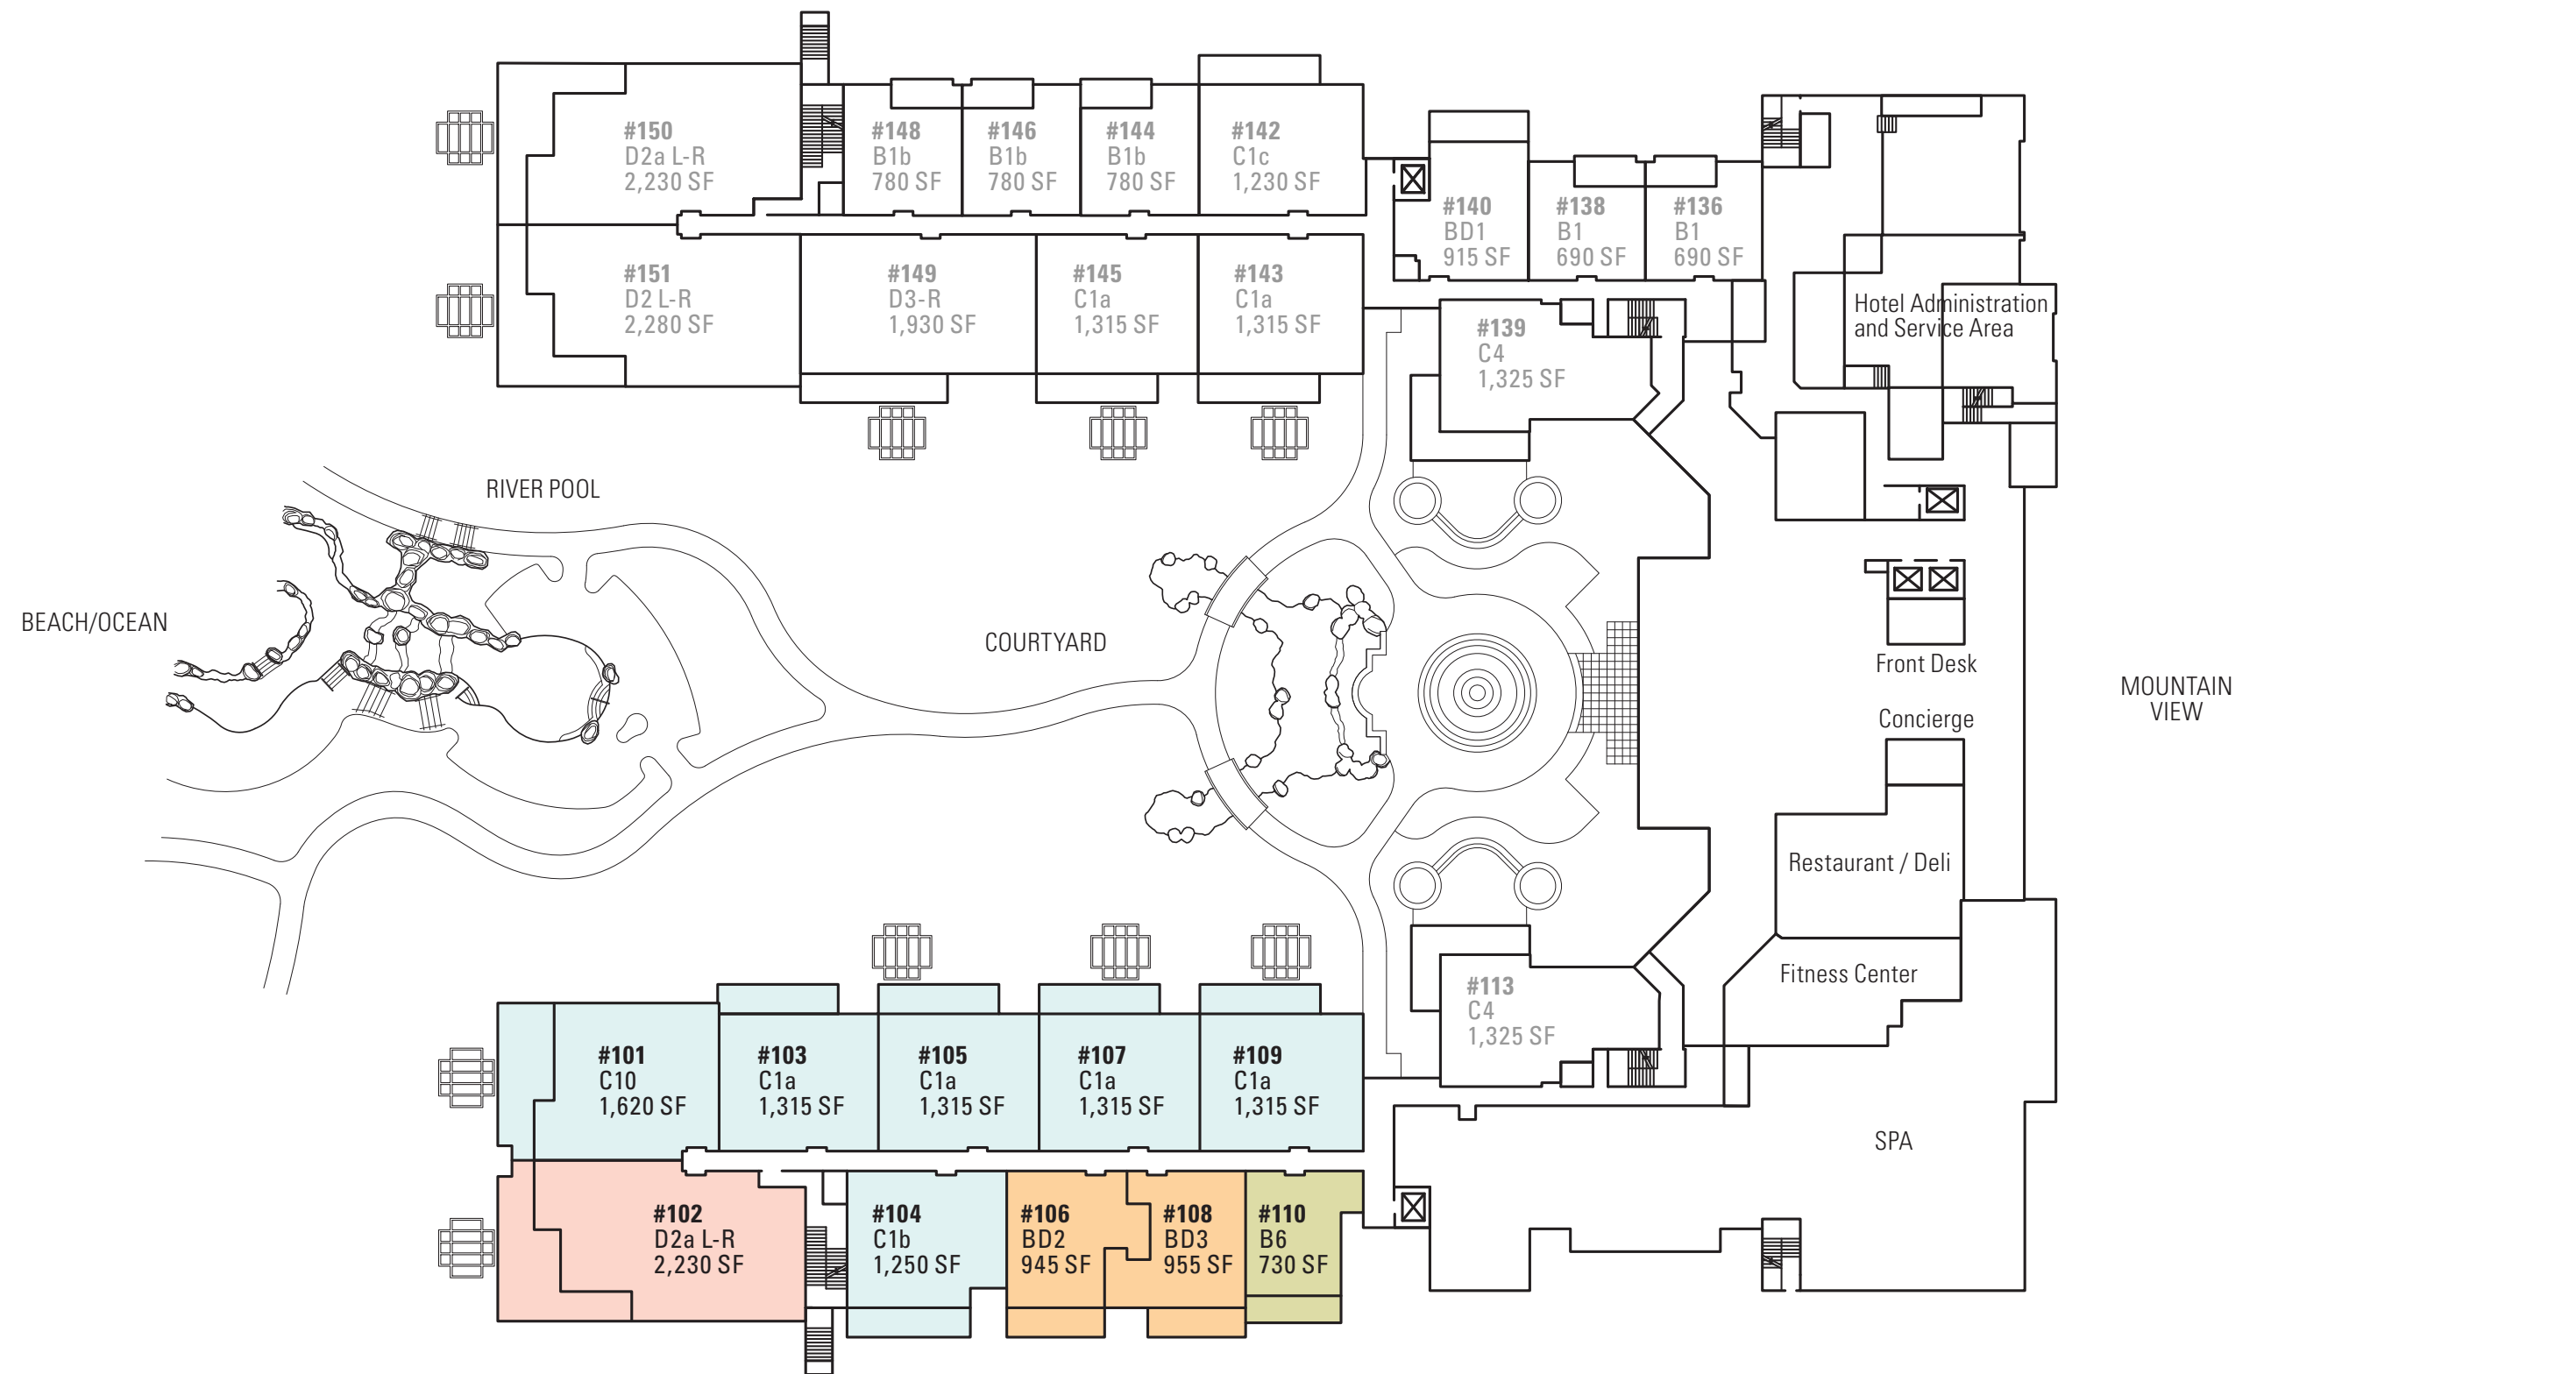 #150
D2a L-R
2,230 SF
#148
B1b
780 SF
#146
B1b
780 SF
#144
B1b
780 SF
#142
C1c
1,230 SF
#140
BD1
915 SF
#138
B1
690 SF
#136
B1
690 SF
#151
D2 L-R
2,280 SF
#149
D3-R
1,930 SF
#145
C1a
1,315 SF
#143
C1a
1,315 SF
#139
C4
1,325 SF
Hotel Administration
and Service Area
RIVER POOL
BEACH/OCEAN
COURTYARD
Front Desk
Concierge
MOUNTAIN
VIEW
Restaurant / Deli
Fitness Center
#113
C4
1,325 SF
#101
C10
1,620 SF
#103
C1a
1,315 SF
#105
C1a
1,315 SF
#107
C1a
1,315 SF
#109
C1a
1,315 SF
SPA
#102
D2a L-R
2,230 SF
#104
C1b
1,250 SF
#106
BD2
945 SF
#108
BD3
955 SF
#110
B6
730 SF